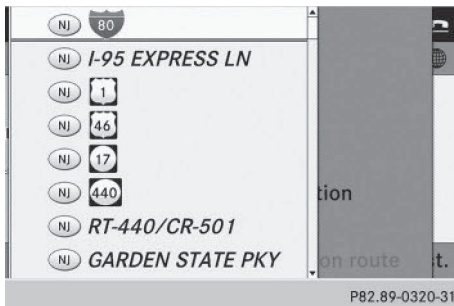 NJ 80
NJ I-95 EXPRESS LN
NJ 1
NJ 46
NJ 17
NJ 440
NJ RT-440/CR-501
NJ GARDEN STATE PKY
tion
on route st.
P82.89-0320-31